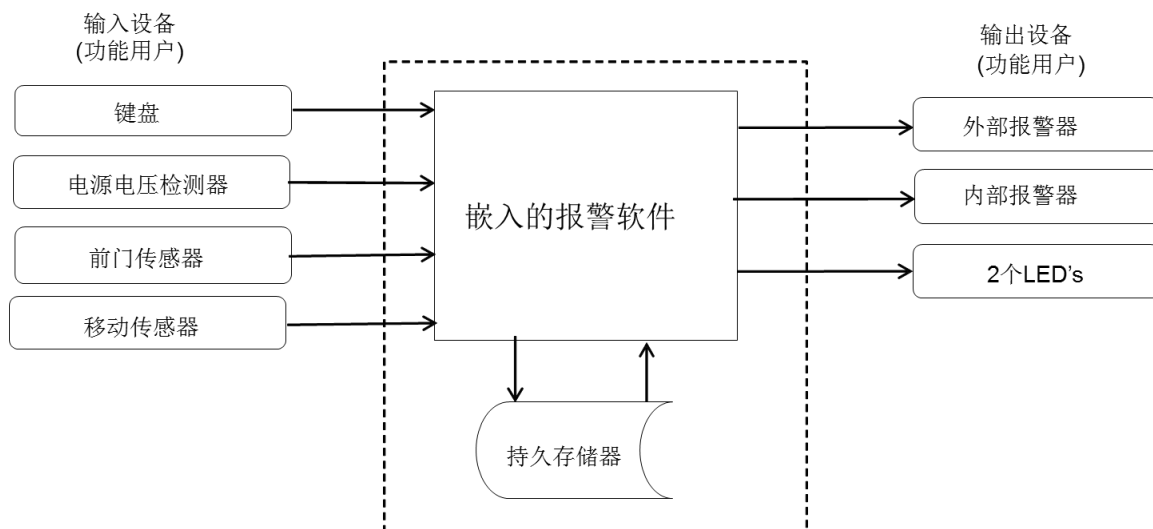 输入设备
(功能用户)
键盘
电源电压检测器
前门传感器
移动传感器
嵌入的报警软件
持久存储器
输出设备
(功能用户)
外部报警器
内部报警器
2个LED’s